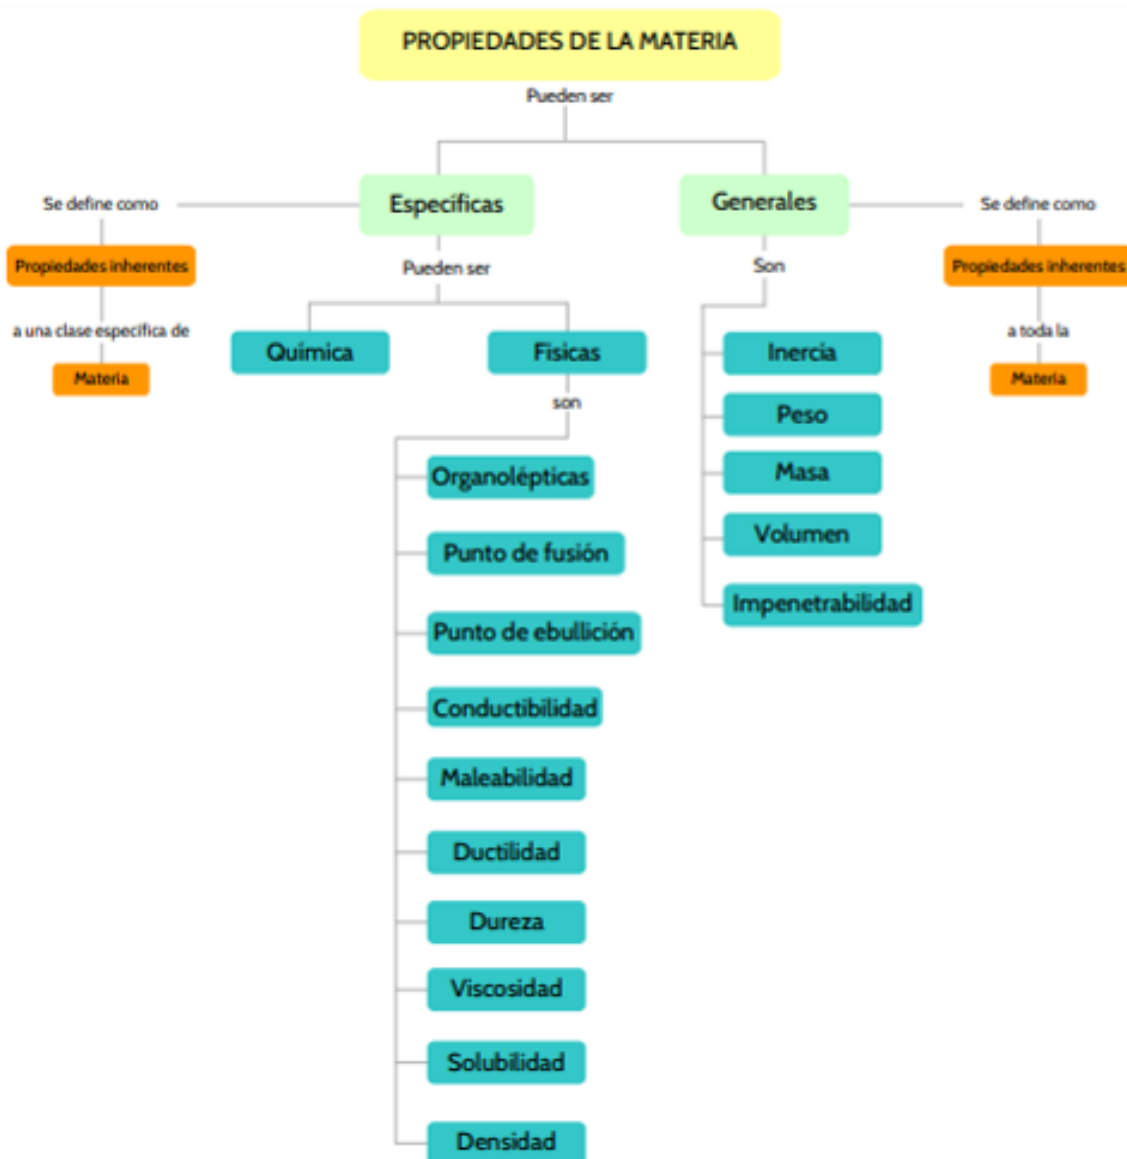 PROPIEDADES DE LA MATERIA
Pueden ser
Específicas
Generales
Se define como
Propiedades inherentes
a una clase específica de
Materia
Pueden ser
Química
Fisicas
son
Organolépticas
Punto de fusión
Punto de ebullición
Conductibilidad
Maleabilidad
Ductilidad
Dureza
Viscosidad
Solubilidad
Densidad
Son
Inercia
Peso
Masa
Volumen
Impenetrabilidad
Se define como
Propiedades inherentes
a toda la
Materia